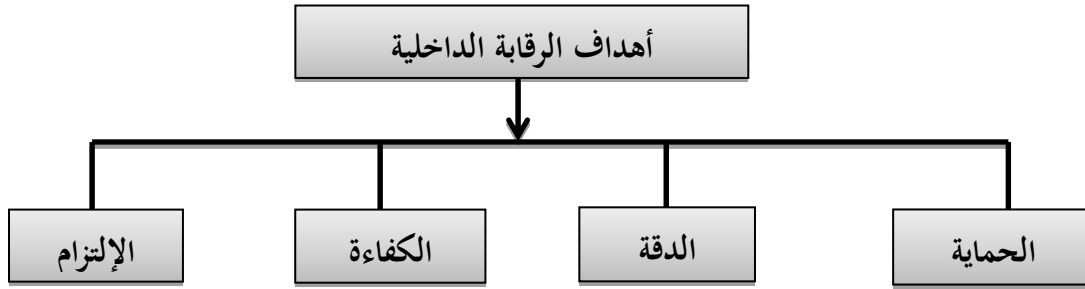 أهداف الرقابة الداخلية
الحماية
الدقة
الكفاءة
الإلتزام